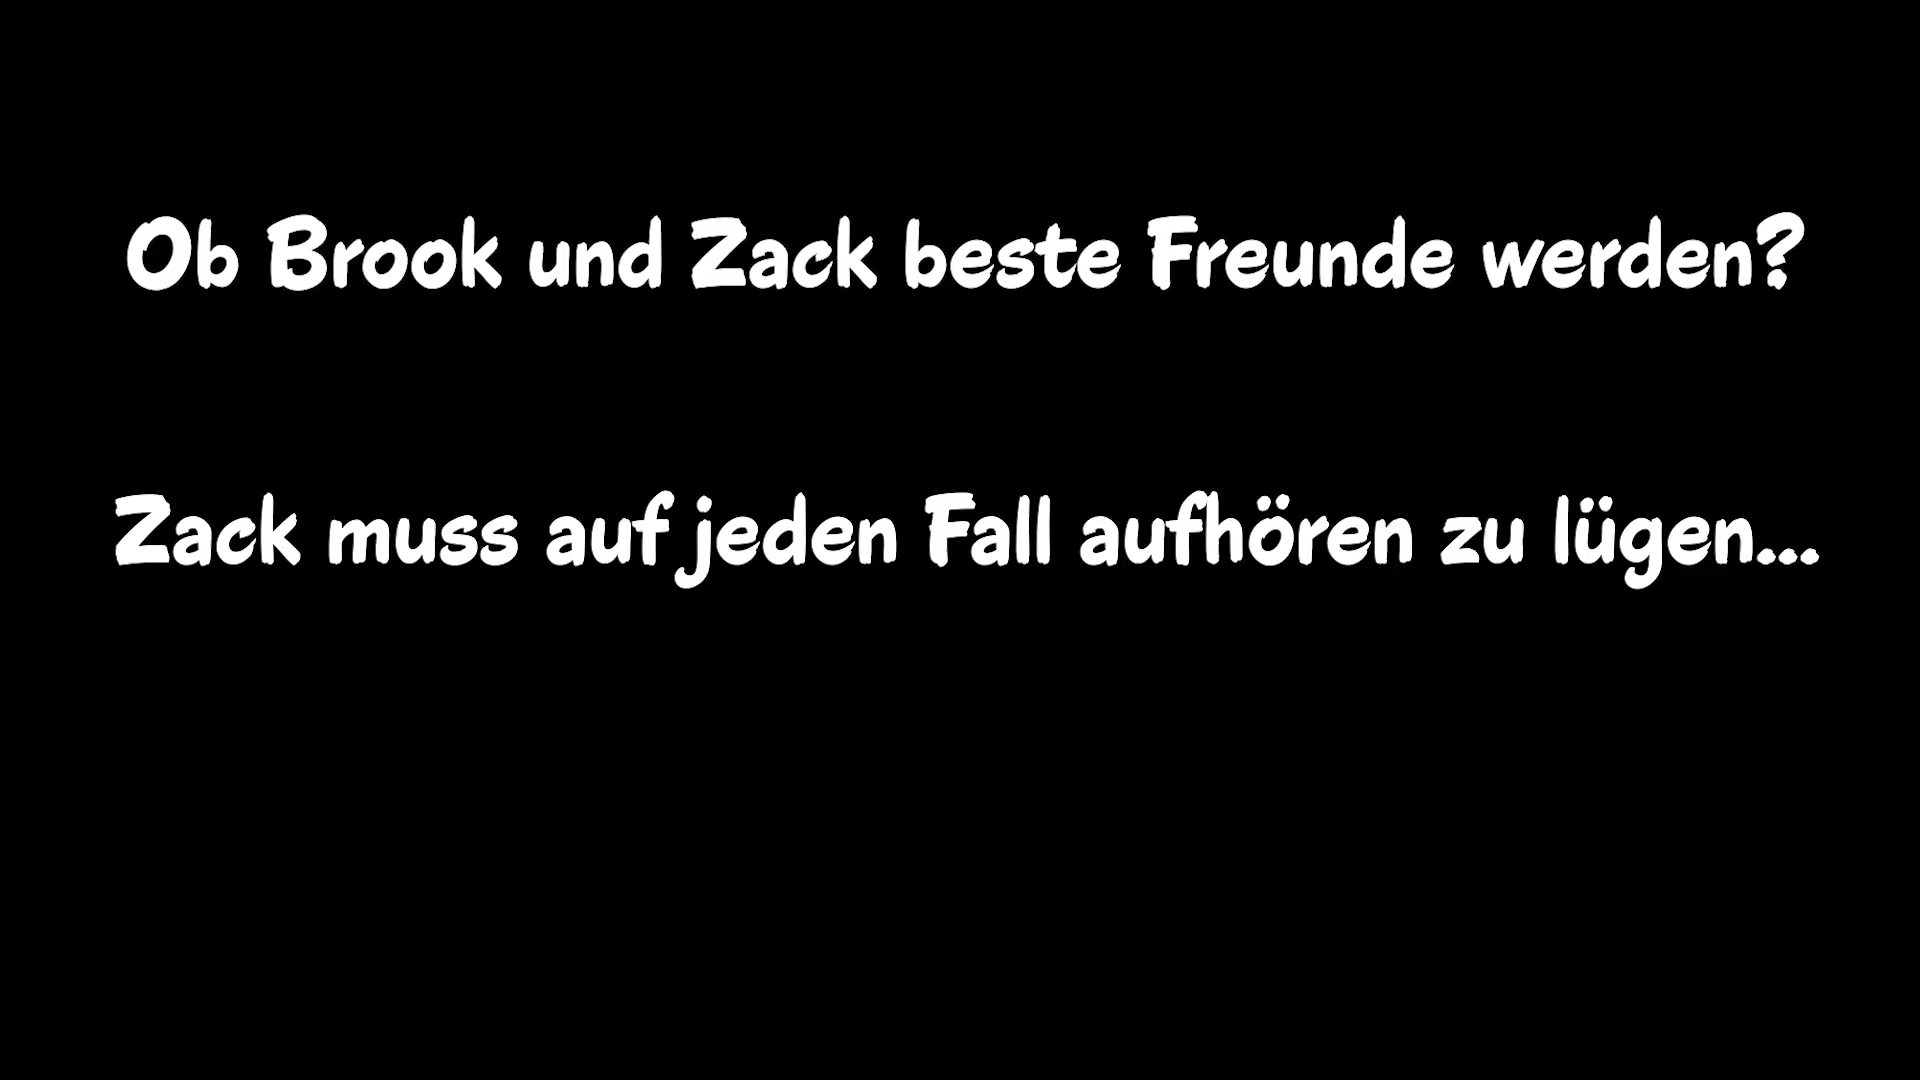 Ob Brook und Zack beste Freunde werden?
Zack muss auf jeden Fall aufhören zu lügen...